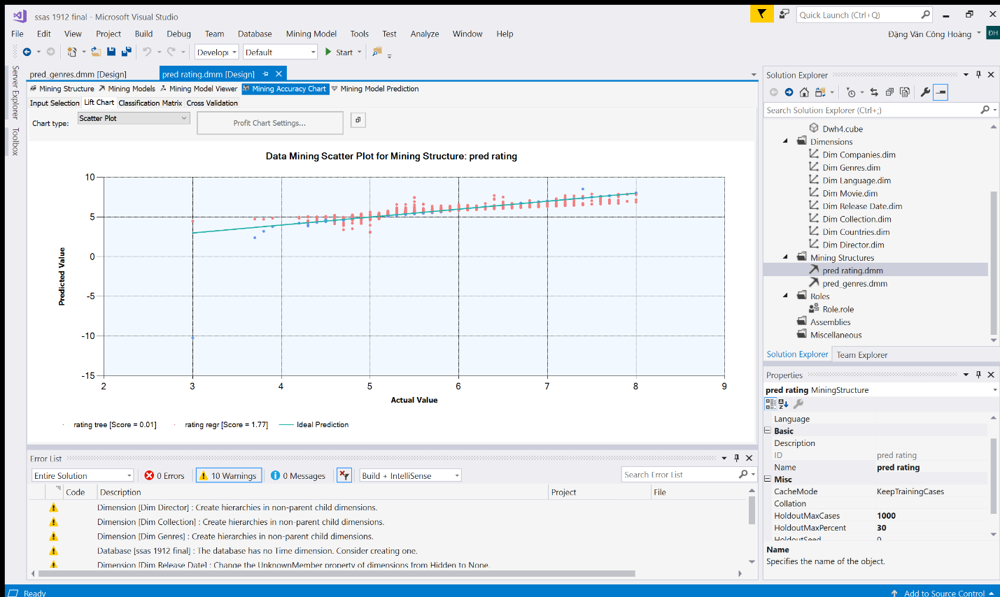 ssas 1912 final - Microsoft Visual Studio
Quick Launch (Ctrl+Q)
File Edit View Project Build Debug Team Database Mining Model Tools Test Analyze Window Help
Đặng Văn Công Hoàng
ĐH
Developi Default Start
Server Explorer
Toolbox
pred_genres.dmm [Design] pred rating.dmm [Design]
Mining Structure Mining Models Mining Model Viewer Mining Accuracy Chart Mining Model Prediction
Input Selection Lift Chart Classification Matrix Cross Validation
Chart type: Scatter Plot Profit Chart Settings...
Data Mining Scatter Plot for Mining Structure: pred rating
10
5
0
-5
-10
-15
Predicted Value
2 3 4 5 6 7 8 9
Actual Value
rating tree [Score = 0.01] rating regr [Score = 1.77] Ideal Prediction
Error List
Entire Solution 0 Errors 10 Warnings 0 Messages Build + IntelliSense Search Error List
Code Description Project File
Dimension [Dim Director] : Create hierarchies in non-parent child dimensions.
Dimension [Dim Collection] : Create hierarchies in non-parent child dimensions.
Dimension [Dim Genres] : Create hierarchies in non-parent child dimensions.
Database [ssas 1912 final] : The database has no Time dimension. Consider creating one.
Dimension [Dim Release Date] : Change the UnknownMember property of dimensions from Hidden to None.
Solution Explorer
Search Solution Explorer (Ctrl+;)
Dwh4.cube
Dimensions
Dim Companies.dim
Dim Genres.dim
Dim Language.dim
Dim Movie.dim
Dim Release Date.dim
Dim Collection.dim
Dim Countries.dim
Dim Director.dim
Mining Structures
pred rating.dmm
pred_genres.dmm
Roles
Role.role
Assemblies
Miscellaneous
Solution Explorer Team Explorer
Properties
pred rating MiningStructure
Language
Basic
Description
ID pred rating
Name pred rating
Misc
CacheMode KeepTrainingCases
Collation
HoldoutMaxCases 1000
HoldoutMaxPercent 30
HoldoutSeed 0
Name
Specifies the name of the object.
Ready
Add to Source Control